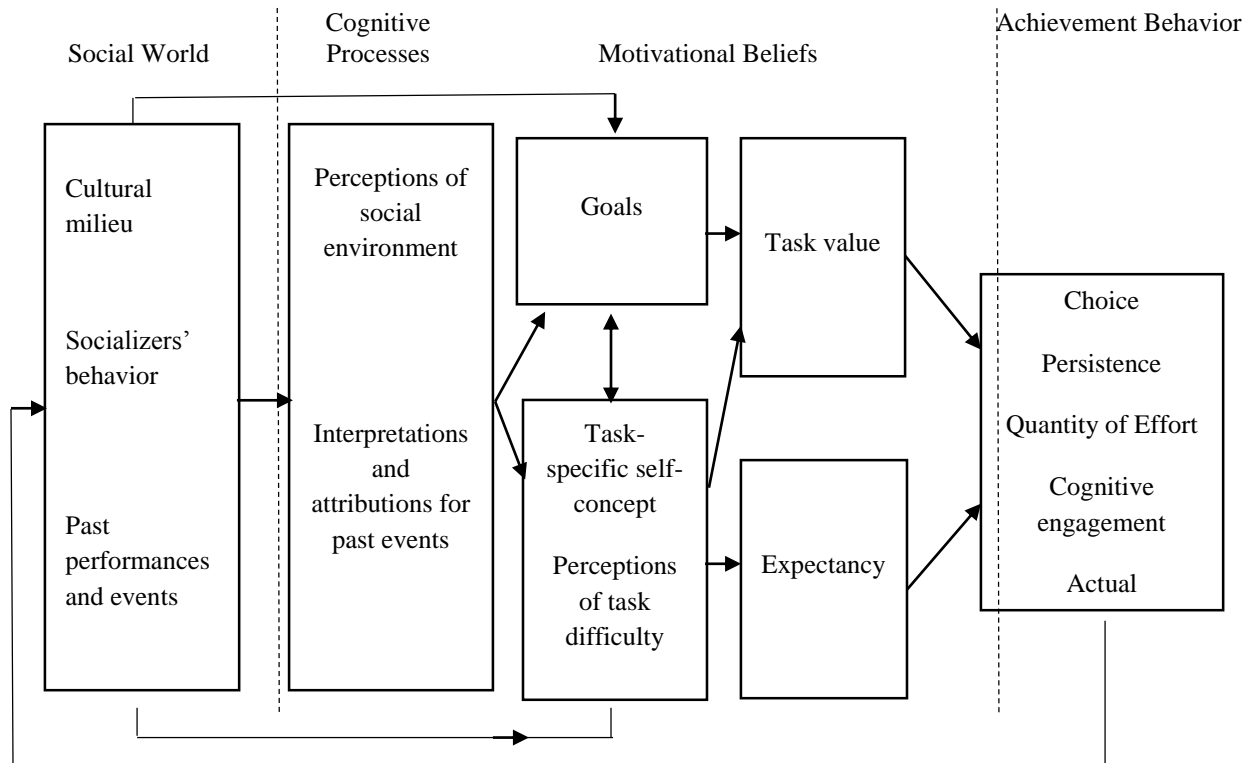 Social World
Cognitive
Processes
Motivational Beliefs
Achievement Behavior
Cultural
milieu
Socializers’
behavior
Past
performances
and events
Perceptions of
social
environment
Interpretations
and
attributions for
past events
Goals
Task-
specific self-
concept
Perceptions
of task
difficulty
Task value
Expectancy
Choice
Persistence
Quantity of Effort
Cognitive
engagement
Actual